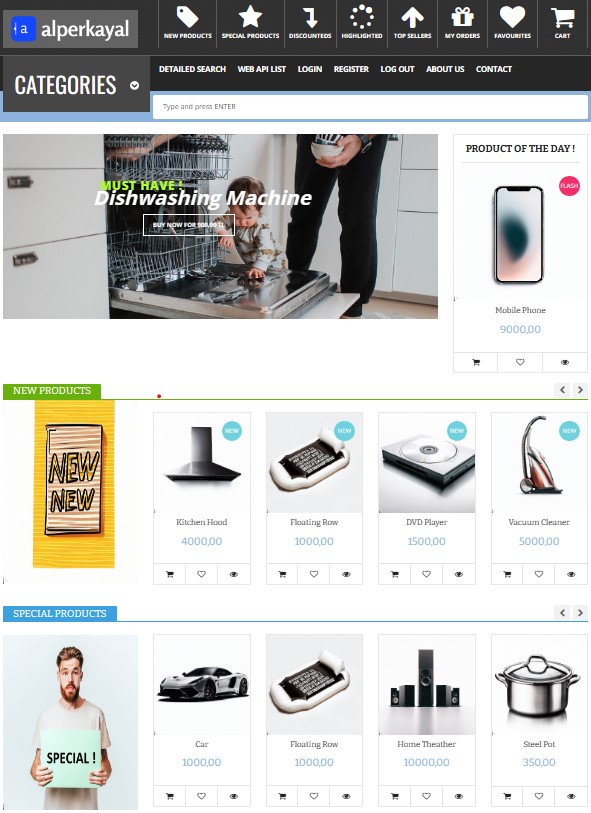 a alperkayal
NEW PRODUCTS
SPECIAL PRODUCTS
DISCOUNTEDS
HIGHLIGHTED
TOP SELLERS
MY ORDERS
FAVOURITES
CART
CATEGORIES
DETAILED SEARCH WEB API LIST LOGIN REGISTER LOG OUT ABOUT US CONTACT
Type and press ENTER
MUST HAVE !
Dishwashing Machine
BUY NOW FOR 900,00 TL
PRODUCT OF THE DAY !
FLASH
Mobile Phone
9000,00
NEW PRODUCTS
NEW
NEW
NEW
Kitchen Hood
4000,00
NEW
Floating Row
1000,00
NEW
DVD Player
1500,00
NEW
Vacuum Cleaner
5000,00
SPECIAL PRODUCTS
SPECIAL !
Car
1000,00
Floating Row
1000,00
Home Theather
10000,00
Steel Pot
350,00